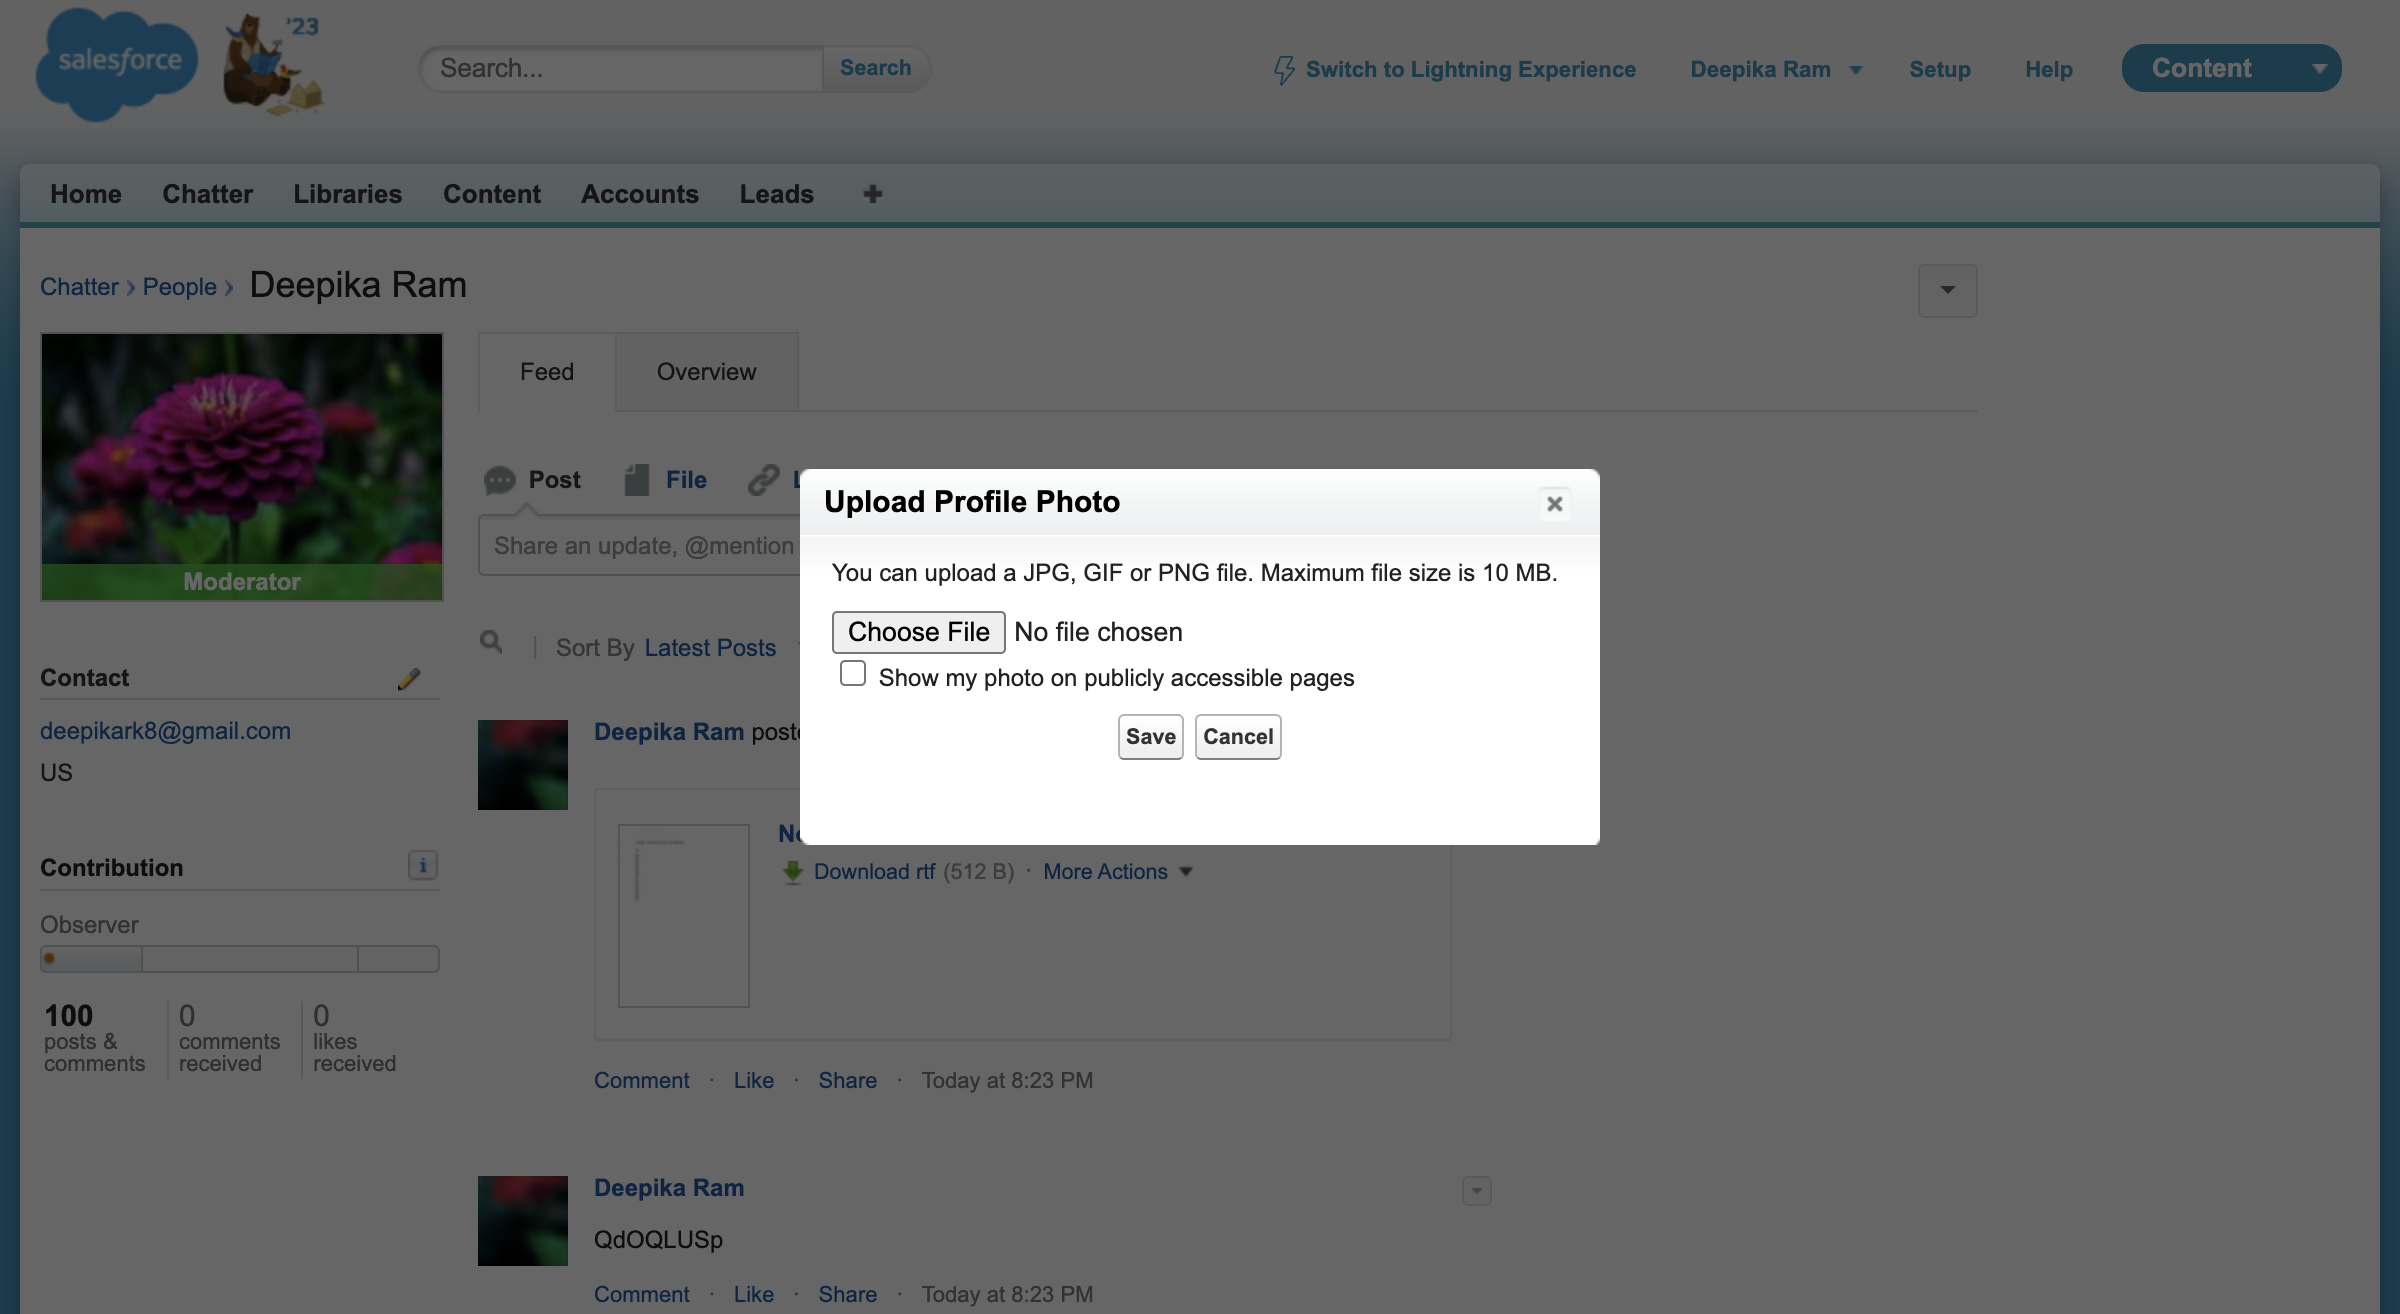 salesforce
'23
Search...
Search
Switch to Lightning Experience
Deepika Ram
Setup
Help
Content
Home
Chatter
Libraries
Content
Accounts
Leads
Chatter › People › Deepika Ram
Feed
Overview
Moderator
Post
File
Share an update, @mention
Sort By Latest Posts
Contact
deepikark8@gmail.com
US
Contribution
Observer
100
posts &
comments
0
comments
received
0
likes
received
Upload Profile Photo
You can upload a JPG, GIF or PNG file. Maximum file size is 10 MB.
Choose File No file chosen
Show my photo on publicly accessible pages
Save
Cancel
Deepika Ram
Download rtf (512 B) · More Actions
Comment · Like · Share · Today at 8:23 PM
Deepika Ram
QdOQLUSp
Comment · Like · Share · Today at 8:23 PM